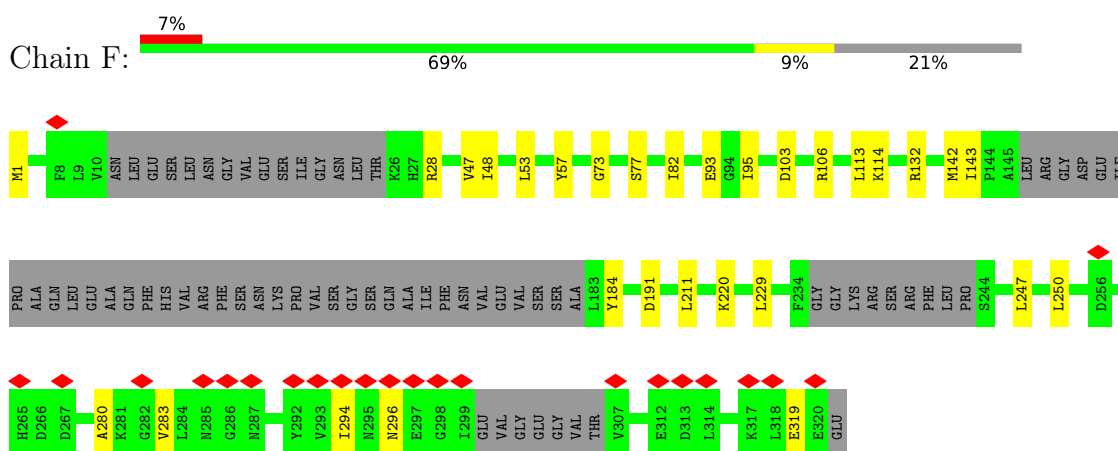 7%
Chain F:
69% 9% 21%
M1 F8 L9 V10 ASN LEU GLU SER LEU ASN GLY VAL GLU SER ILE GLY ASN LEU THR K26 H27 R28 V47 I48 L53 Y57 G73 S77 I82 E93 G94 I95 D103 R106 L113 K114 R132 M142 I143 P144 A145 LEU ARG GLY ASP GLU ILE
PRO ALA GLN LEU GLU ALA GLN PHE HIS VAL ARG PHE SER ASN LYS PRO VAL SER GLY SER GLN ALA ILE PHE ASN VAL GLU VAL SER SER ALA L183 Y184 D191 L211 K220 L229 F234 GLY GLY LYS ARG SER ARG PHE LEU PRO S244 L247 L250 D256
H265 D266 D267 A280 K281 G282 V283 L284 N285 G286 N287 Y292 V293 I294 N295 N296 E297 G298 I299 GLU VAL GLY GLU GLY VAL THR V307 E312 D313 L314 K317 L318 E319 E320 GLU